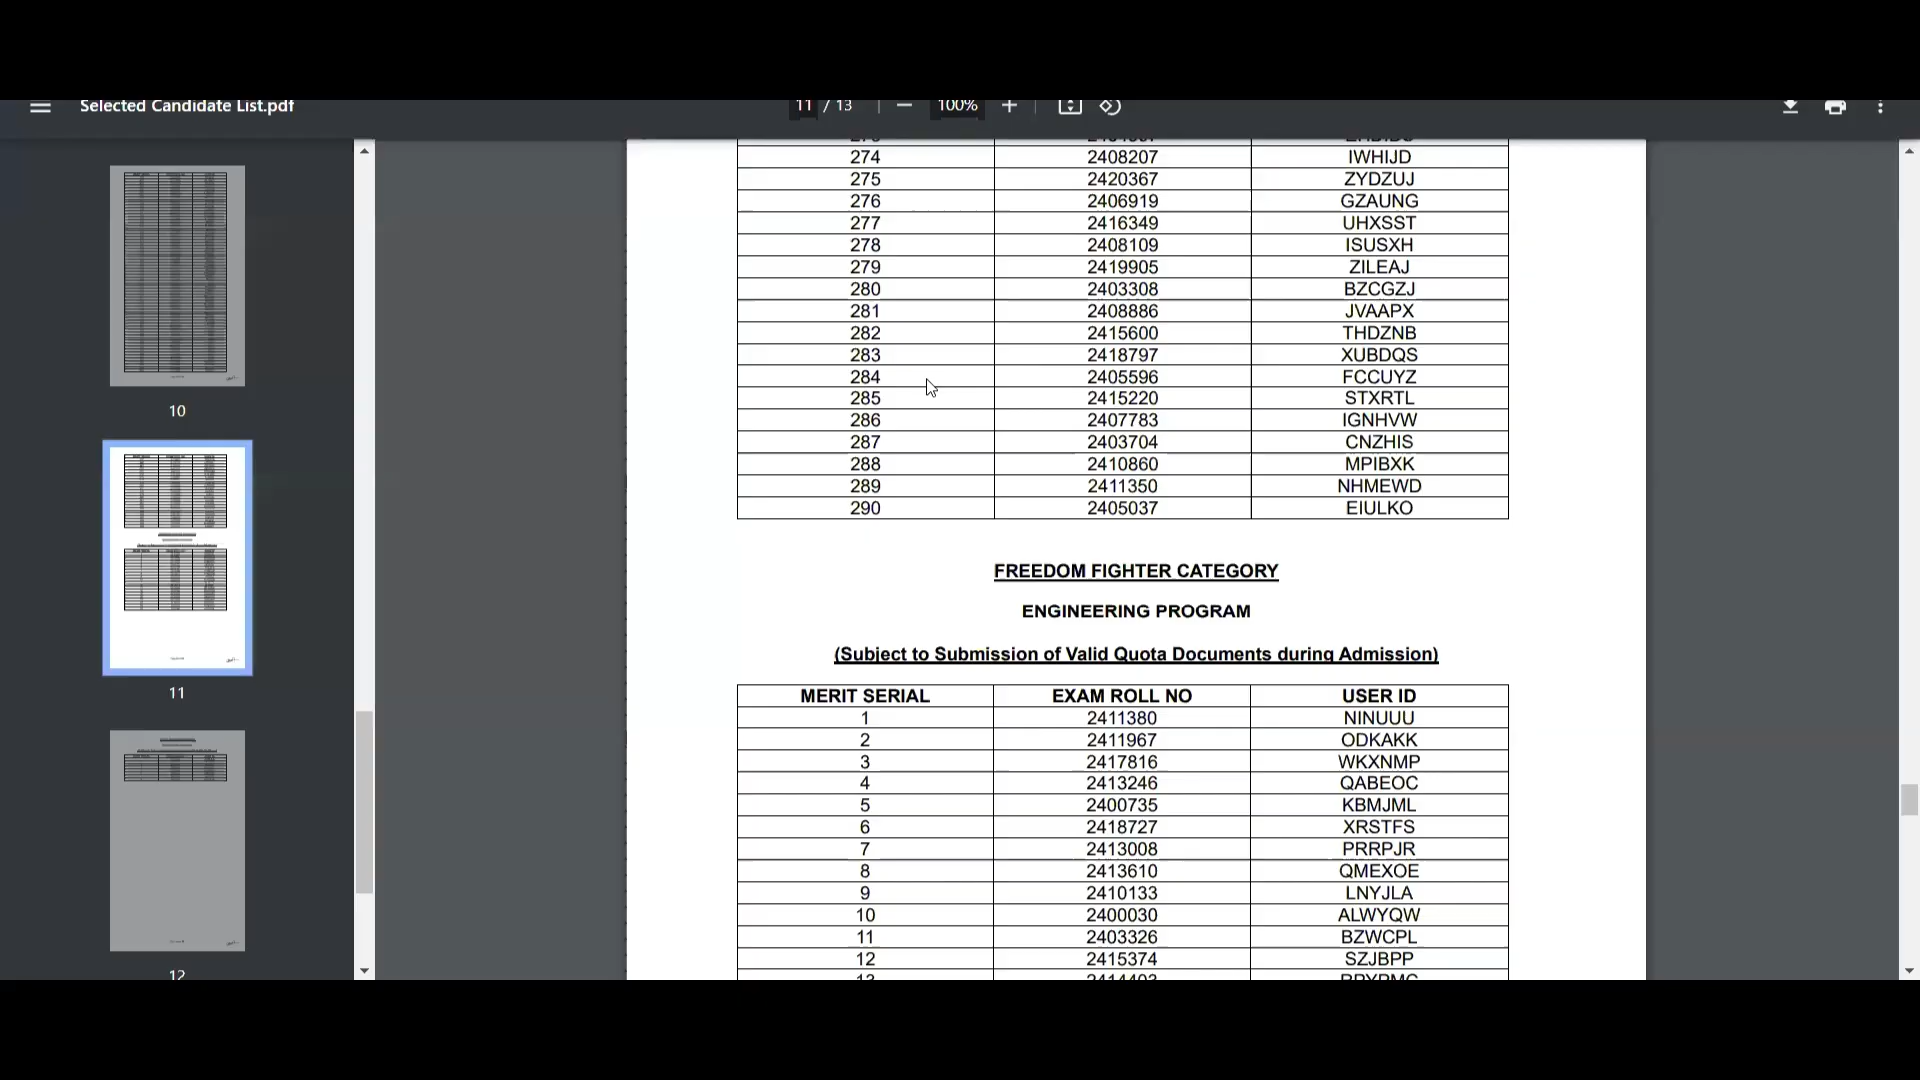 Selected Candidate List.pdf
11 / 13
100%
10
11
12
274 2408207 IWHIJD
275 2420367 ZYDZUJ
276 2406919 GZAUNG
277 2416349 UHXSST
278 2408109 ISUSXH
279 2419905 ZILEAJ
280 2403308 BZCGZJ
281 2408886 JVAAPX
282 2415600 THDZNB
283 2418797 XUBDQS
284 2405596 FCCUYZ
285 2415220 STXRTL
286 2407783 IGNHVW
287 2403704 CNZHIS
288 2410860 MPIBXK
289 2411350 NHMEWD
290 2405037 EIULKO
FREEDOM FIGHTER CATEGORY
ENGINEERING PROGRAM
(Subject to Submission of Valid Quota Documents during Admission)
MERIT SERIAL EXAM ROLL NO USER ID
1 2411380 NINUUU
2 2411967 ODKAKK
3 2417816 WKXNMP
4 2413246 QABEOC
5 2400735 KBMJML
6 2418727 XRSTFS
7 2413008 PRRPJR
8 2413610 QMEXOE
9 2410133 LNYJLA
10 2400030 ALWYQW
11 2403326 BZWCPL
12 2415374 SZJBPP